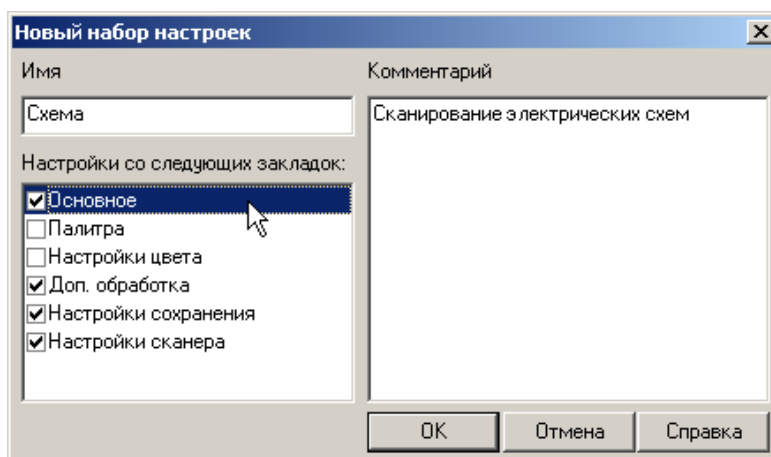 Новый набор настроек
Имя
Комментарий
Схема
Сканирование электрических схем
Настройки со следующих закладок:
Основное
Палитра
Настройки цвета
Доп. обработка
Настройки сохранения
Настройки сканера
OK
Отмена
Справка